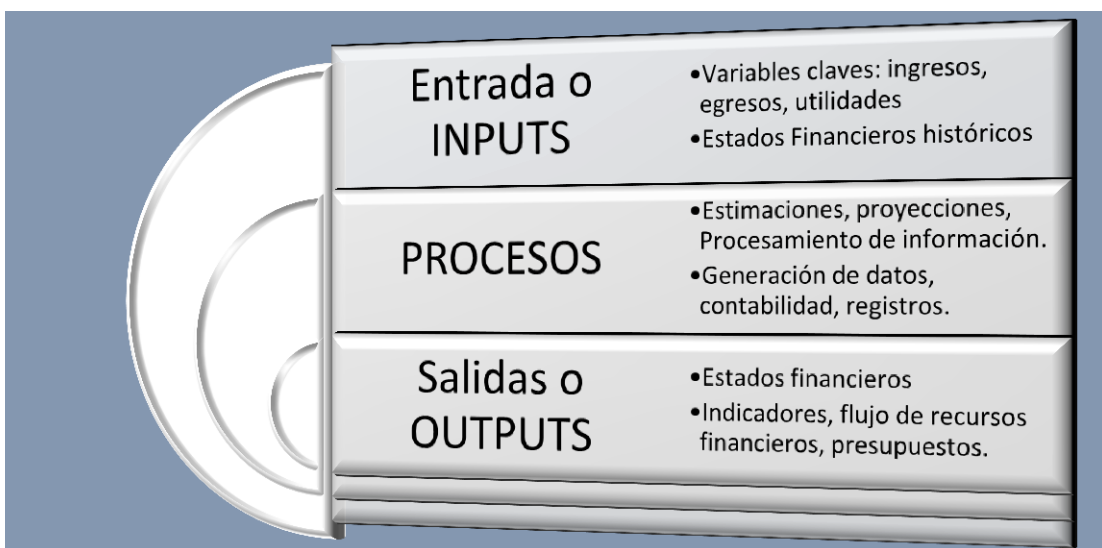 Entrada o
INPUTS
•Variables claves: ingresos,
egresos, utilidades
•Estados Financieros históricos
PROCESOS
•Estimaciones, proyecciones,
Procesamiento de información.
•Generación de datos,
contabilidad, registros.
Salidas o
OUTPUTS
•Estados financieros
•Indicadores, flujo de recursos
financieros, presupuestos.